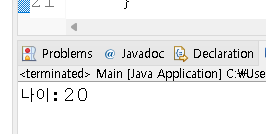 21 }
Problems @ Javadoc Declaration
<terminated> Main [Java Application] C:₩Use
나이:20